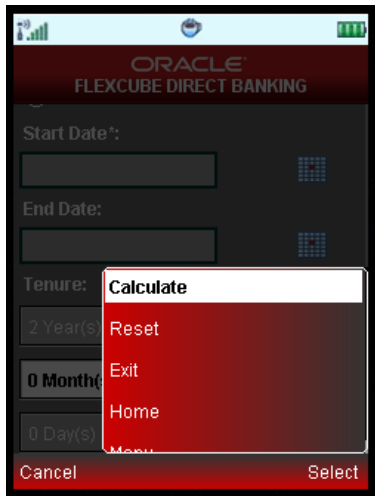 ORACLE
FLEXCUBE DIRECT BANKING
Start Date*:
End Date:
Tenure:
2 Year(s)
0 Month(
0 Day(s)
Calculate
Reset
Exit
Home
Menu
Cancel
Select